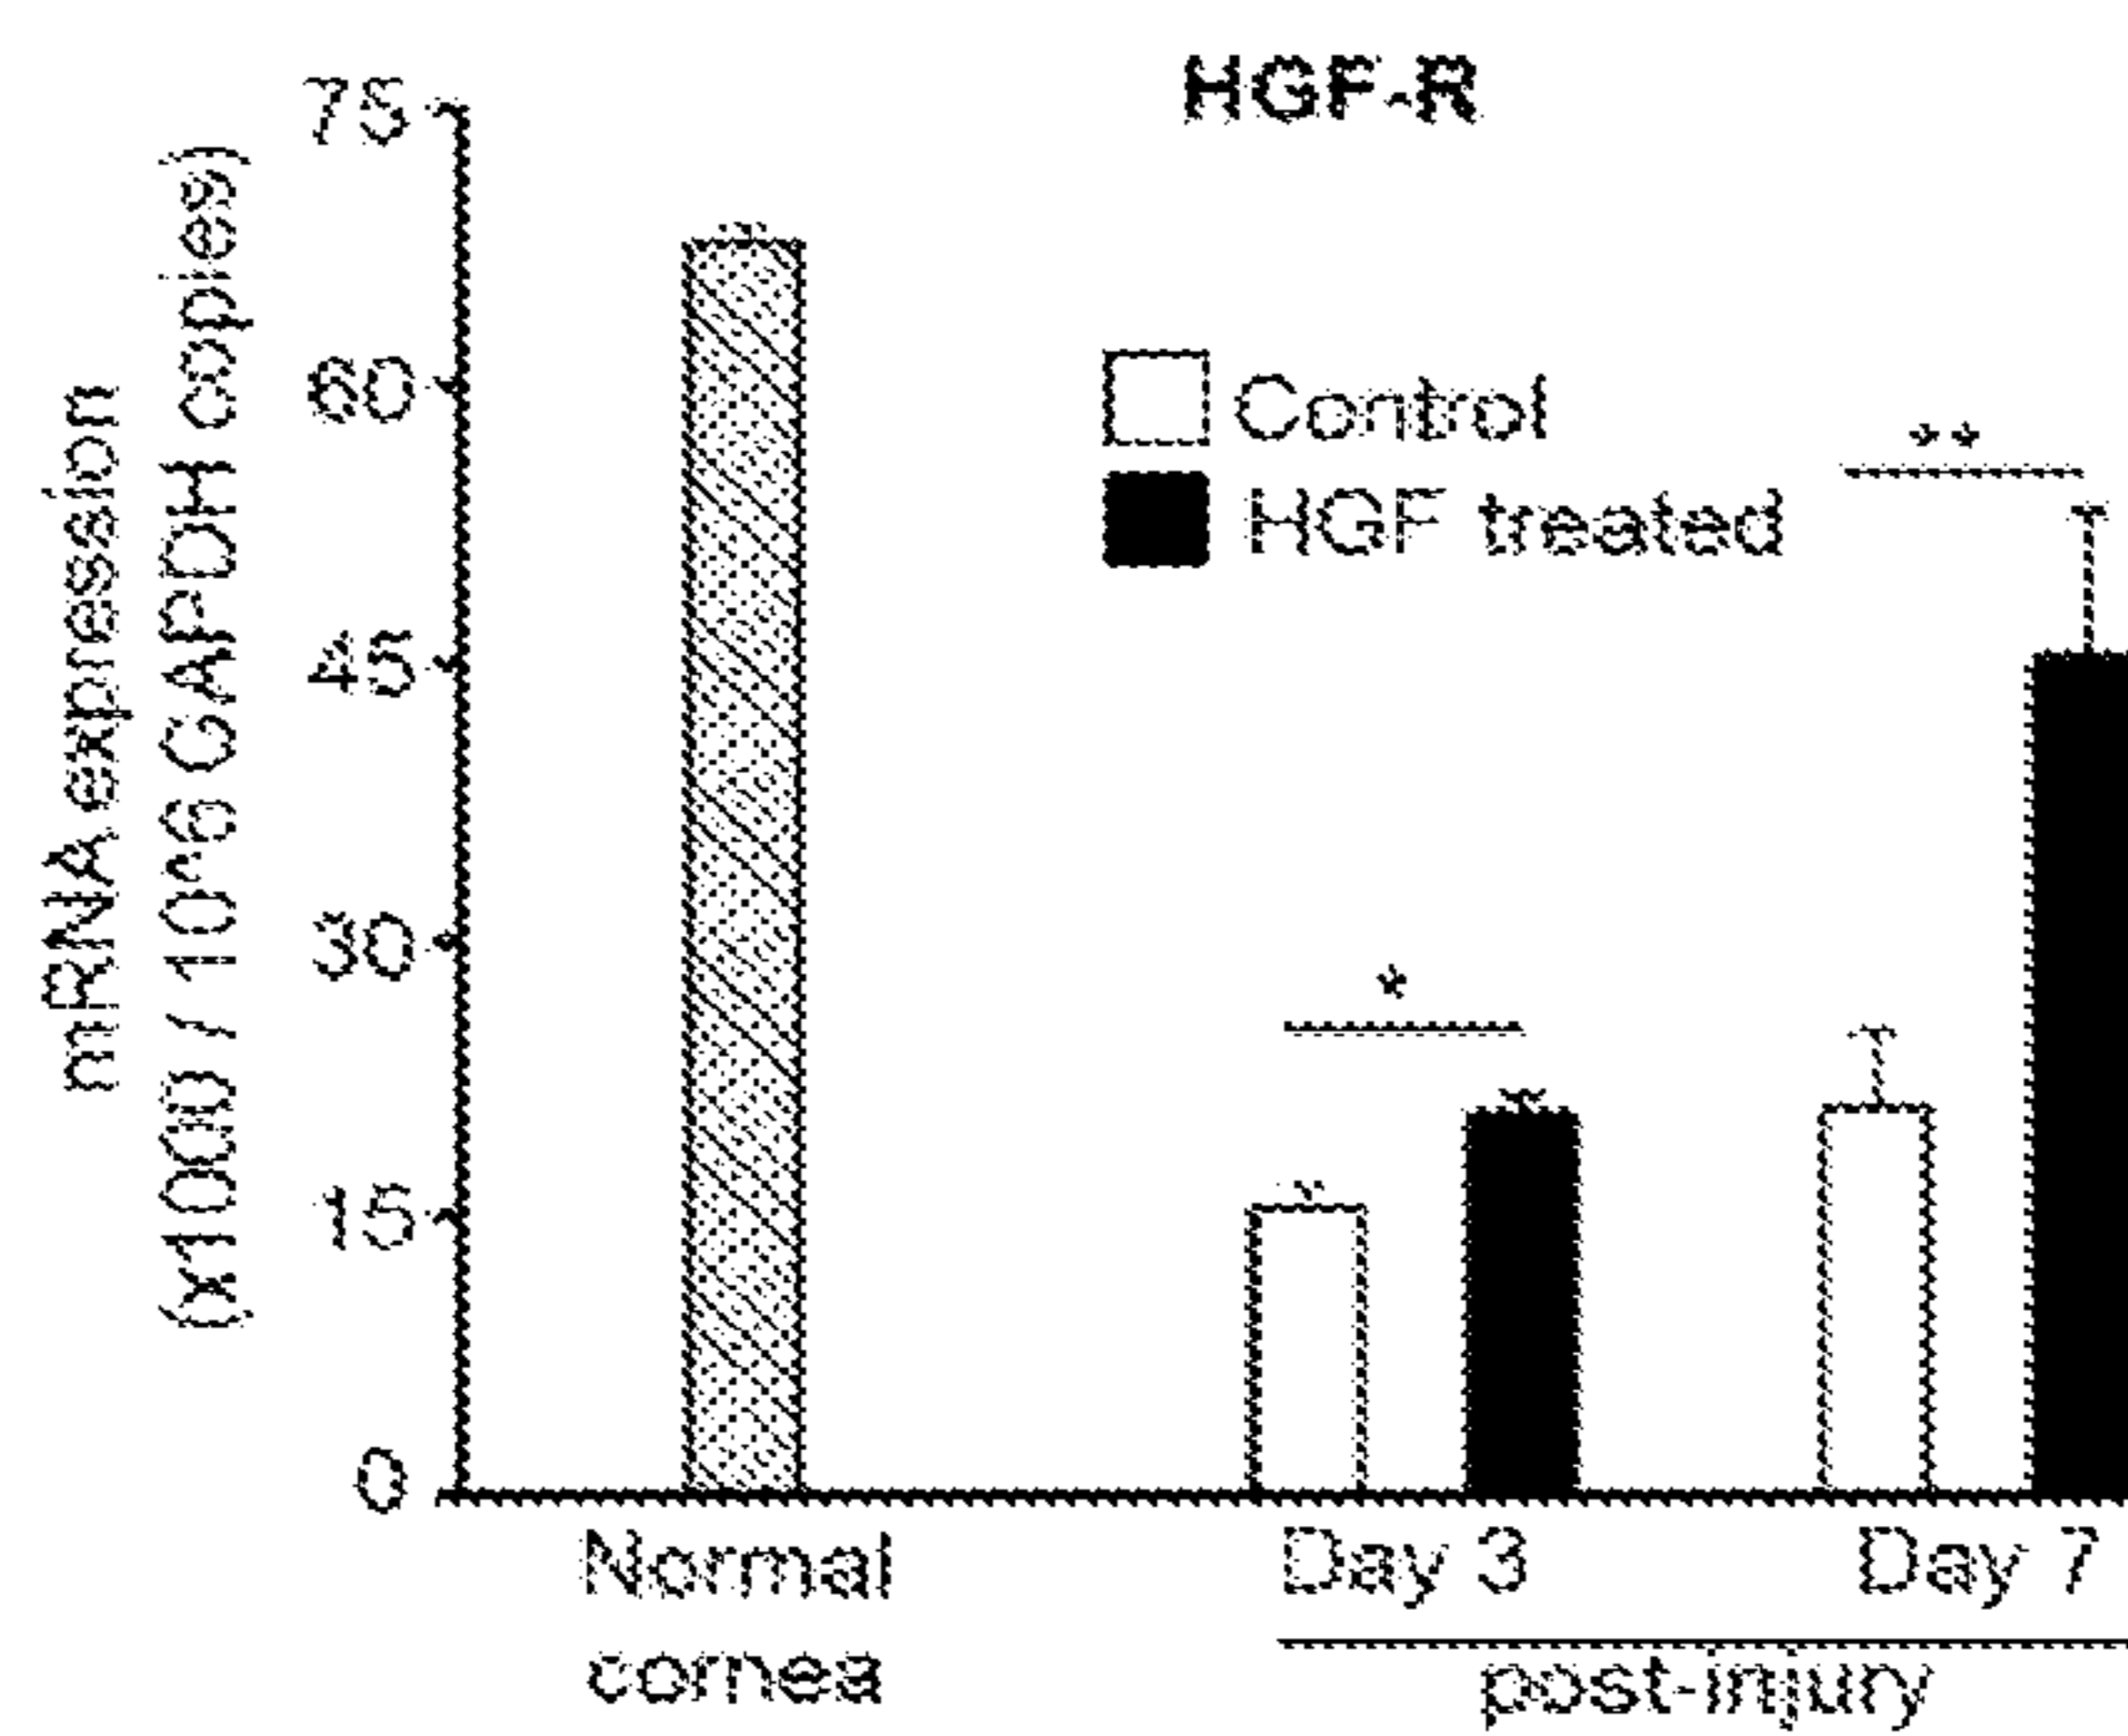 HGF-R
mRNA expression
(x1000 / 10^6 GAPDH copies)
75
60
45
30
15
0
Control
HGF treated
*
**
Normal
cornea
Day 3
Day 7
post-injury